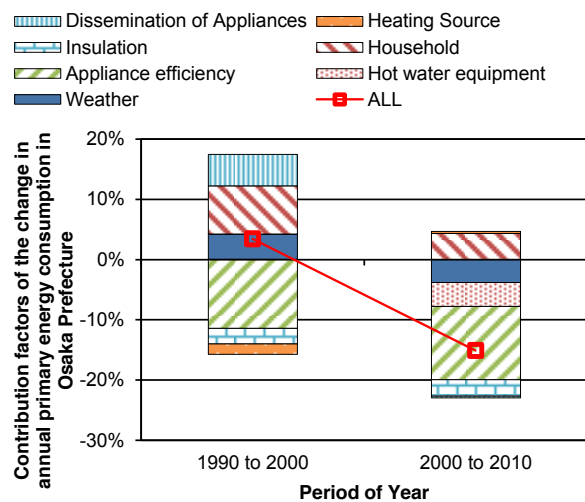 Dissemination of Appliances
Heating Source
Insulation
Household
Appliance efficiency
Hot water equipment
Weather
ALL
Contribution factors of the change in
annual primary energy consumption in
Osaka Prefecture
20%
10%
0%
-10%
-20%
-30%
1990 to 2000
2000 to 2010
Period of Year